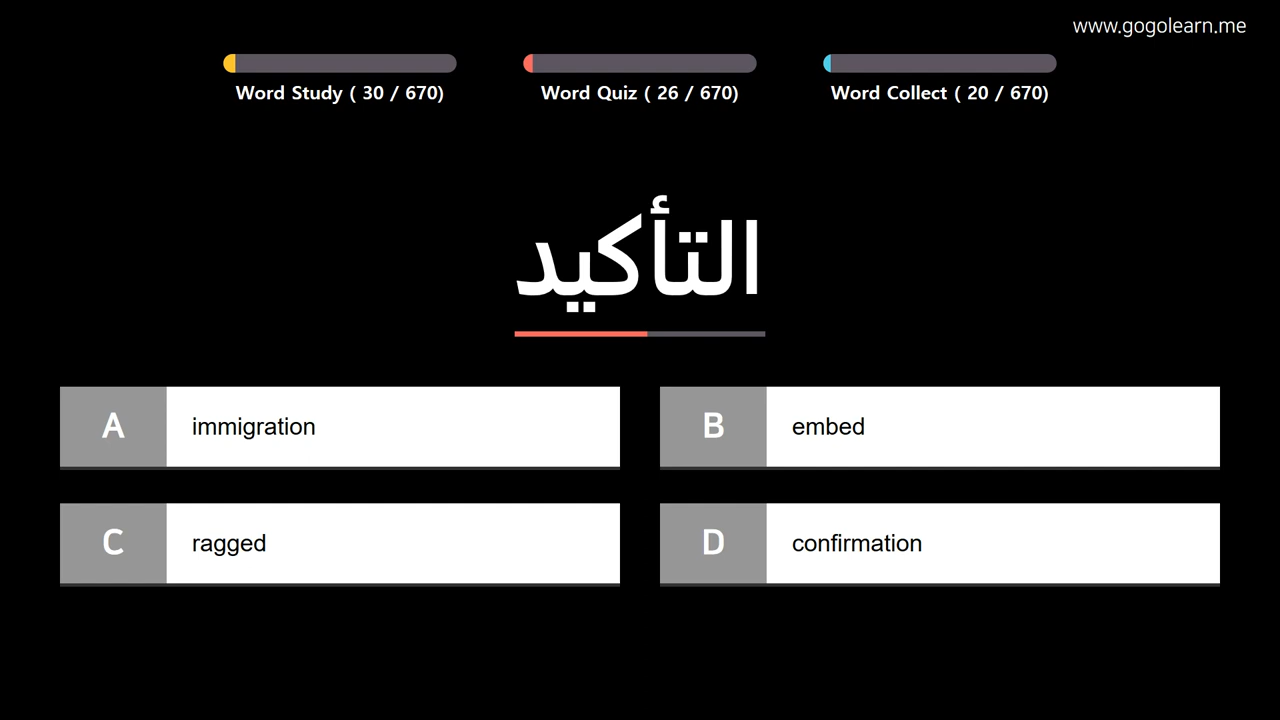 www.gogolearn.me
Word Study ( 30 / 670)
Word Quiz ( 26 / 670)
Word Collect ( 20 / 670)
التأكيد
A immigration
B embed
C ragged
D confirmation